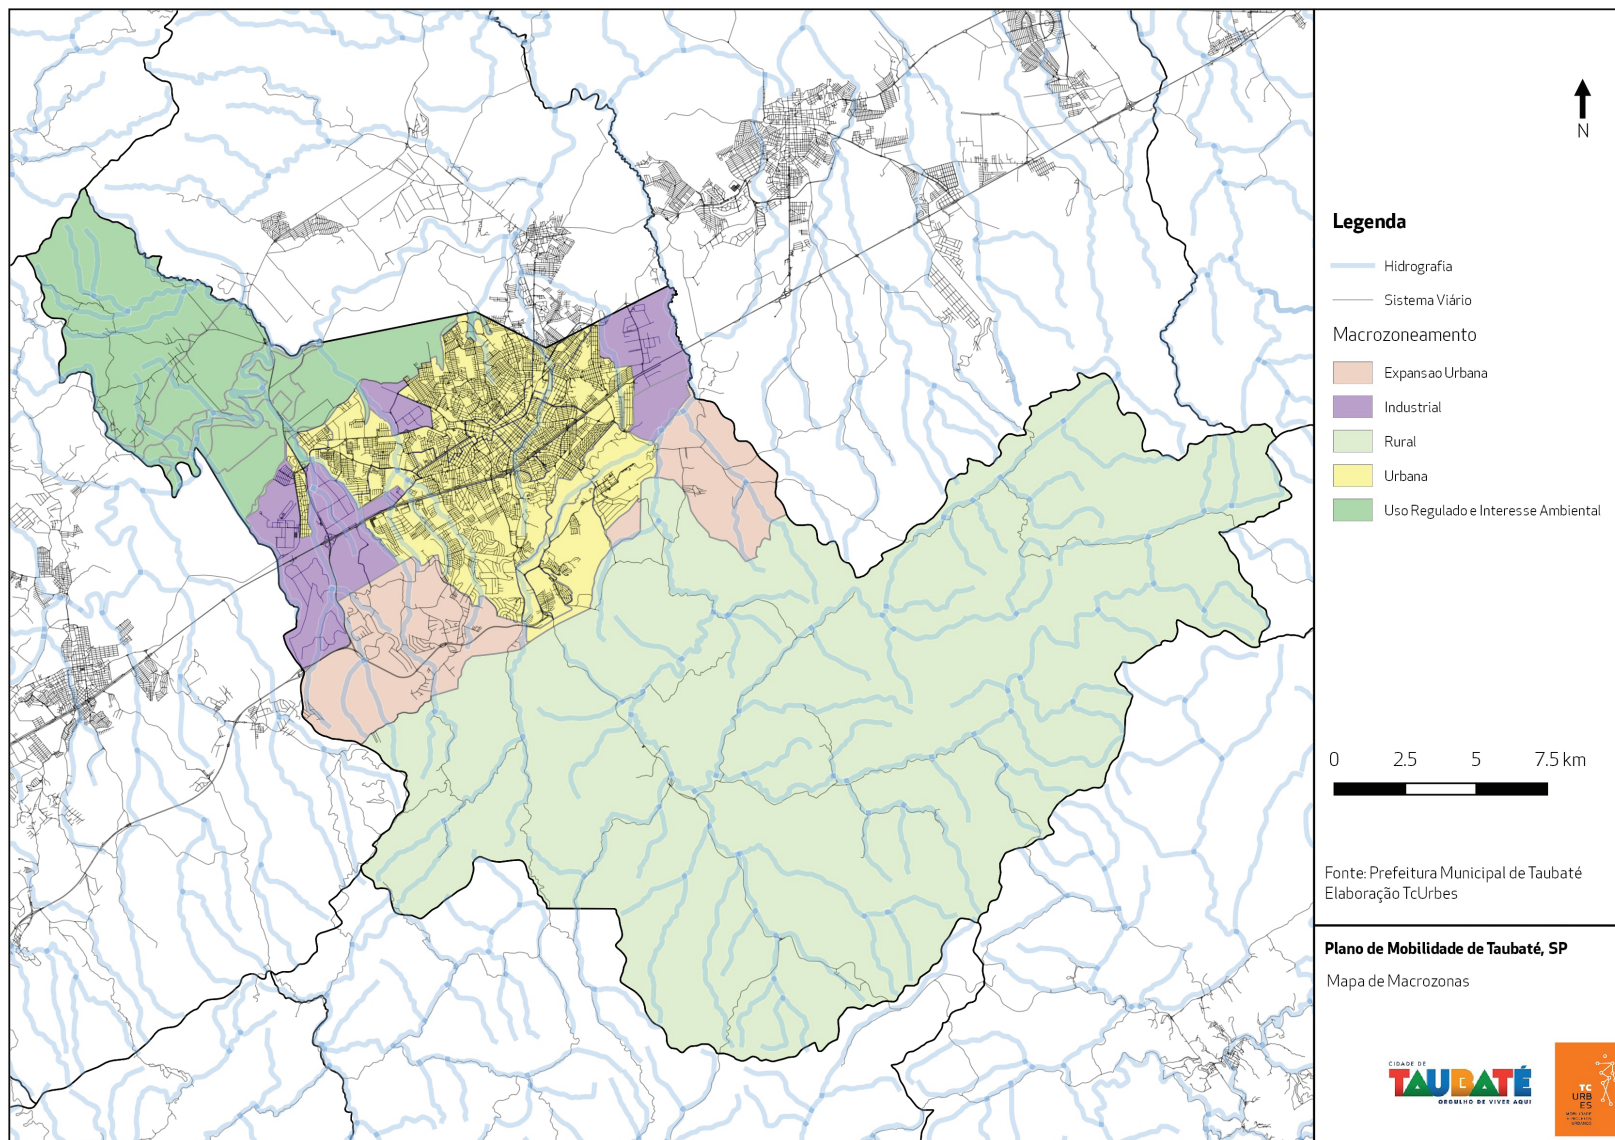 N
Legenda
Hidrografia
Sistema Viário
Macrozoneamento
Expansao Urbana
Industrial
Rural
Urbana
Uso Regulado e Interesse Ambiental
0 2.5 5 7.5 km
Fonte: Prefeitura Municipal de Taubaté
Elaboração TcUrbes
Plano de Mobilidade de Taubaté, SP
Mapa de Macrozonas
CIDADE DE
TAUBATÉ
ORGULHO DE VIVER AQUI
TC
URB
ES